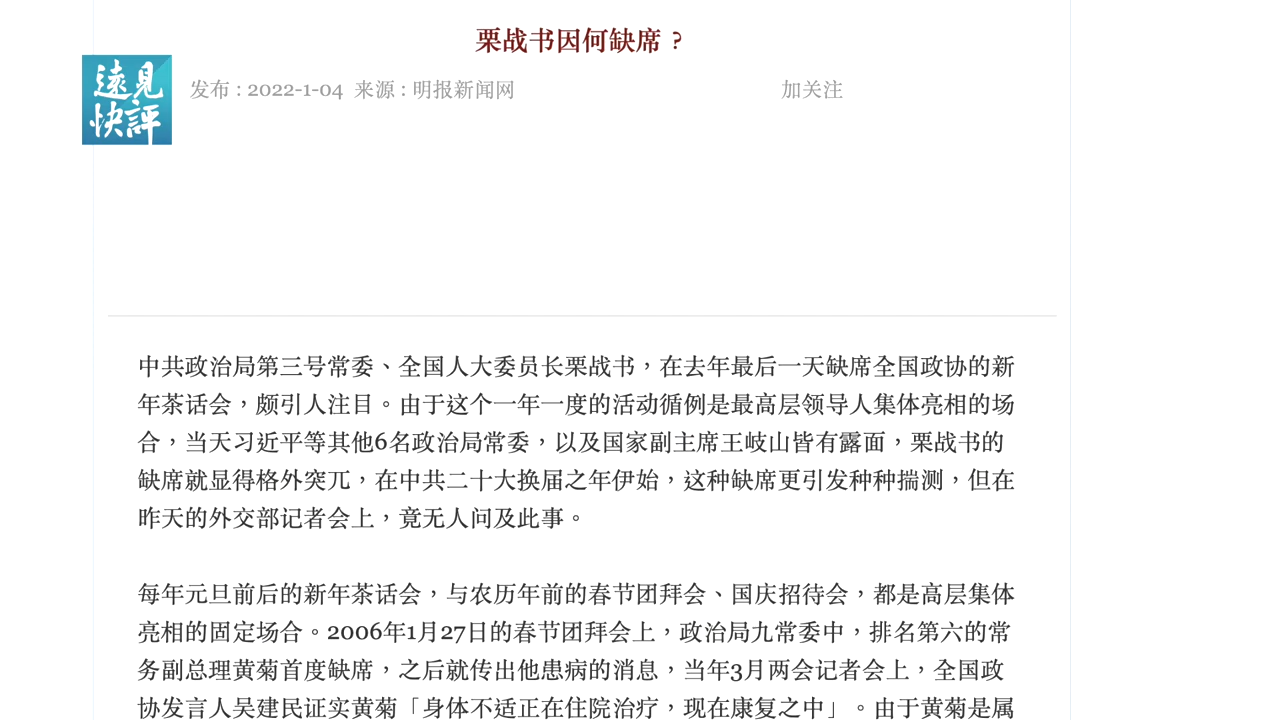 栗战书因何缺席？
遠見
快評
发布 : 2022-1-04 来源 : 明报新闻网
加关注
中共政治局第三号常委、全国人大委员长栗战书，在去年最后一天缺席全国政协的新
年茶话会，颇引人注目。由于这个一年一度的活动循例是最高层领导人集体亮相的场
合，当天习近平等其他6名政治局常委，以及国家副主席王岐山皆有露面，栗战书的
缺席就显得格外突兀，在中共二十大换届之年伊始，这种缺席更引发种种揣测，但在
昨天的外交部记者会上，竟无人问及此事。
每年元旦前后的新年茶话会，与农历年前的春节团拜会、国庆招待会，都是高层集体
亮相的固定场合。2006年1月27日的春节团拜会上，政治局九常委中，排名第六的常
务副总理黄菊首度缺席，之后就传出他患病的消息，当年3月两会记者会上，全国政
协发言人吴建民证实黄菊「身体不适正在住院治疗，现在康复之中」。由于黄菊是属